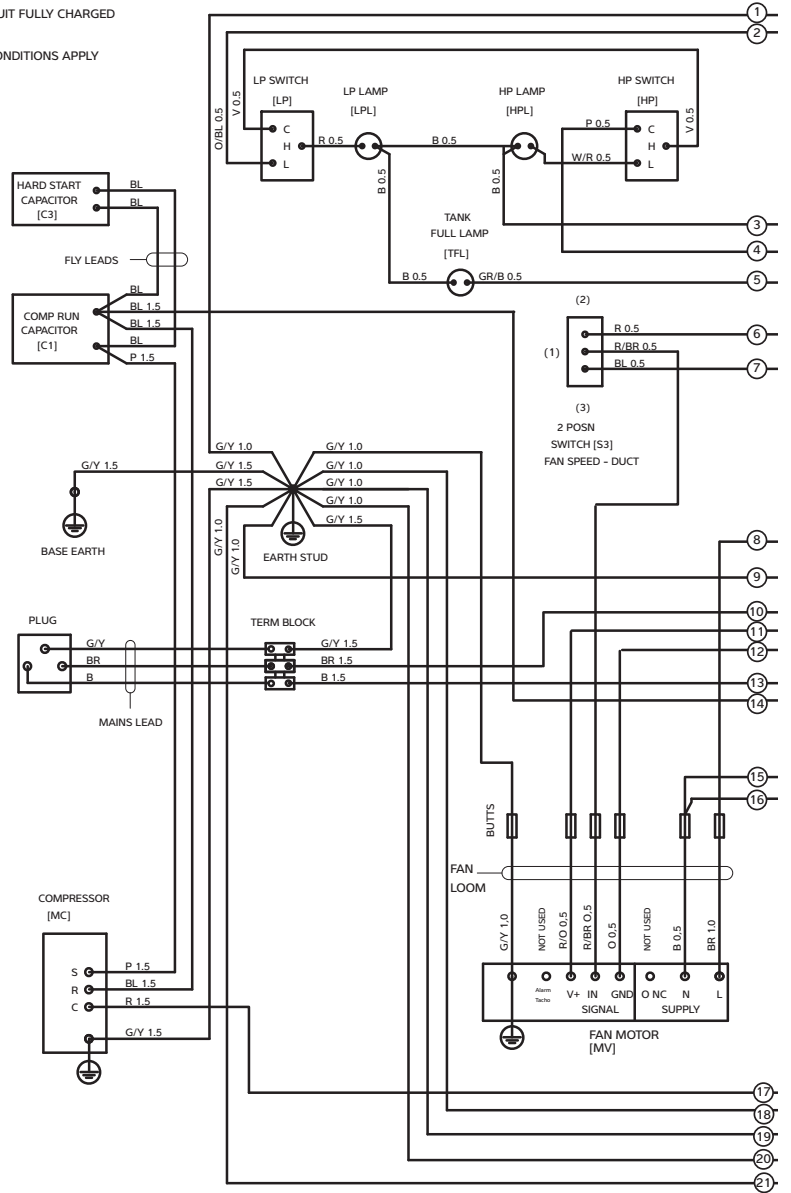 UIT FULLY CHARGED
ONDITIONS APPLY
1
2
LP SWITCH
[LP]
LP LAMP
[LPL]
HP LAMP
[HPL]
HP SWITCH
[HP]
O/BL 0.5
V 0.5
C
H
L
R 0.5
B 0.5
B 0.5
B 0.5
P 0.5
W/R 0.5
C
H
L
V 0.5
HARD START
CAPACITOR
[C3]
BL
BL
TANK
FULL LAMP
[TFL]
3
4
FLY LEADS
B 0.5
GR/B 0.5
5
COMP RUN
CAPACITOR
[C1]
BL
BL 1.5
BL 1.5
BL
P 1.5
(2)
(1)
R 0.5
R/BR 0.5
BL 0.5
6
7
(3)
2 POSN
SWITCH [S3]
FAN SPEED - DUCT
G/Y 1.5
G/Y 1.0
G/Y 1.5
G/Y 1.5
G/Y 1.0
G/Y 1.0
G/Y 1.0
G/Y 1.0
G/Y 1.5
G/Y 1.0
G/Y 1.0
BASE EARTH
EARTH STUD
8
9
PLUG
TERM BLOCK
10
11
12
G/Y
BR
B
G/Y 1.5
BR 1.5
B 1.5
13
14
MAINS LEAD
15
16
BUTTS
FAN
LOOM
COMPRESSOR
[MC]
G/Y 1,0
NOT USED
R/O 0,5
R/BR O,5
O 0,5
NOT USED
B 0,5
BR 1.0
S
R
C
P 1.5
BL 1.5
R 1.5
G/Y 1.5
Alarm
Tacho
V+ IN GND
SIGNAL
O NC N L
SUPPLY
FAN MOTOR
[MV]
17
18
19
20
21